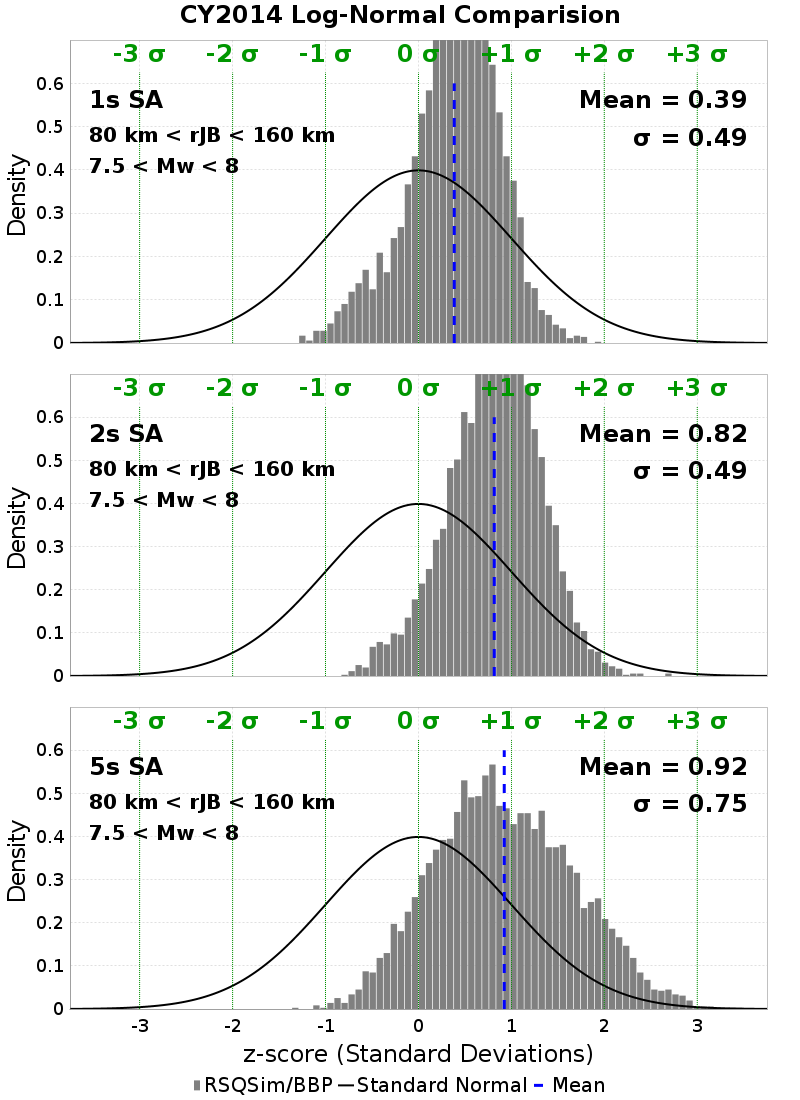 CY2014 Log-Normal Comparision
-3 σ -2 σ -1 σ 0 σ +1 σ +2 σ +3 σ
1s SA
80 km < rJB < 160 km
7.5 < Mw < 8
Mean = 0.39
σ = 0.49
Density
0.6
0.5
0.4
0.3
0.2
0.1
0
-3 σ -2 σ -1 σ 0 σ +1 σ +2 σ +3 σ
2s SA
80 km < rJB < 160 km
7.5 < Mw < 8
Mean = 0.82
σ = 0.49
Density
0.6
0.5
0.4
0.3
0.2
0.1
0
-3 σ -2 σ -1 σ 0 σ +1 σ +2 σ +3 σ
5s SA
80 km < rJB < 160 km
7.5 < Mw < 8
Mean = 0.92
σ = 0.75
Density
0.6
0.5
0.4
0.3
0.2
0.1
0
-3 -2 -1 0 1 2 3
z-score (Standard Deviations)
RSQSim/BBP Standard Normal Mean